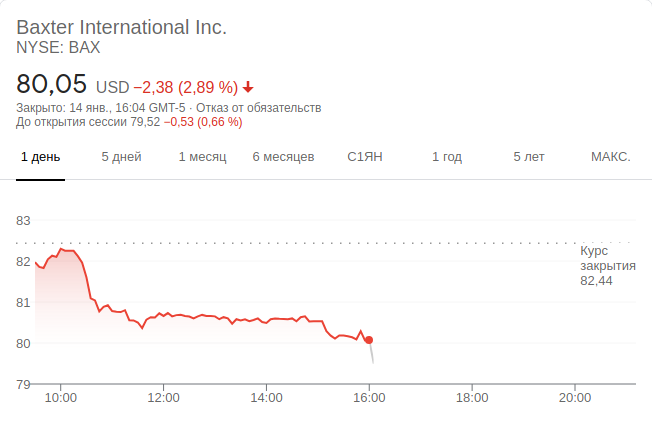 Baxter International Inc.
NYSE: BAX
80,05 USD −2,38 (2,89 %)
Закрыто: 14 янв., 16:04 GMT-5 · Отказ от обязательств
До открытия сессии 79,52 −0,53 (0,66 %)
1 день 5 дней 1 месяц 6 месяцев С1ЯН 1 год 5 лет МАКС.
83
82
81
80
79
Курс
закрытия
82,44
10:00 12:00 14:00 16:00 18:00 20:00